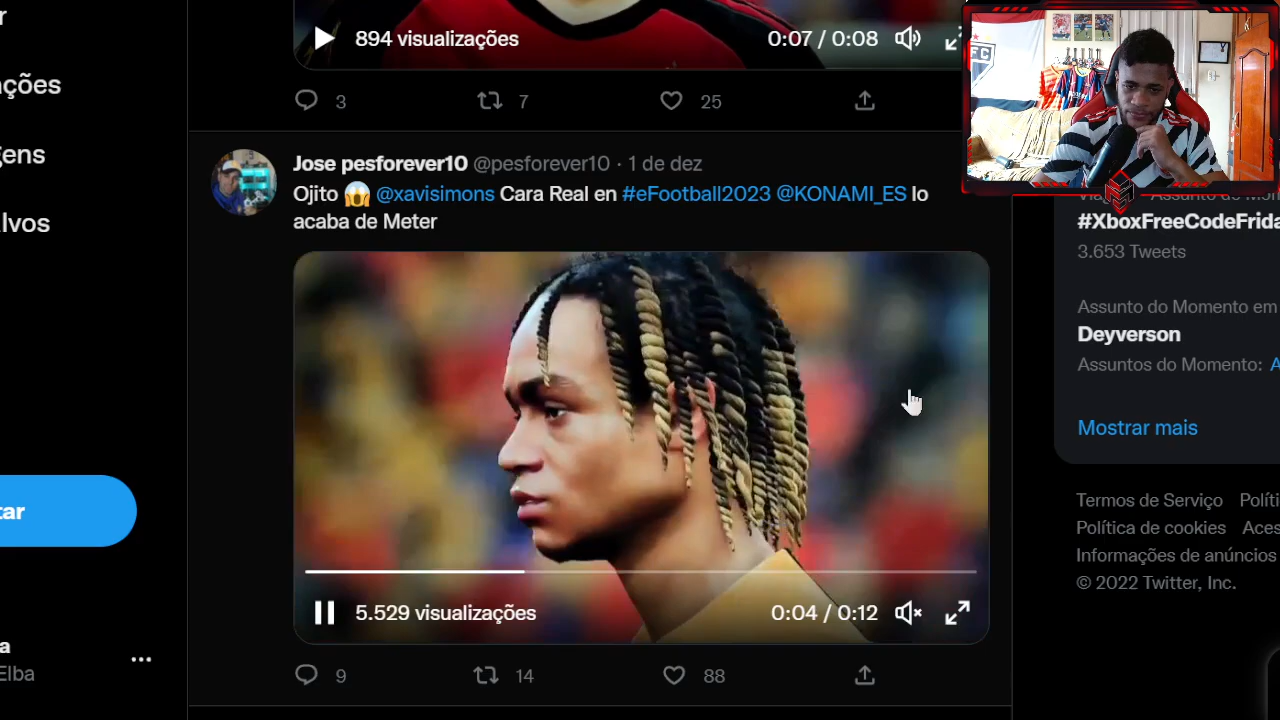 r
ações
gens
lvos
tar
a
Elba
894 visualizações
0:07 / 0:08
3
7
25
Jose pesforever10 @pesforever10 · 1 de dez
Ojito 😱 @xavisimons Cara Real en #eFootball2023 @KONAMI_ES lo
acaba de Meter
5.529 visualizações
0:04 / 0:12
9
14
88
FC
#XboxFreeCodeFrida
3.653 Tweets
Assunto do Momento em
Deyverson
Assuntos do Momento: A
Mostrar mais
Termos de Serviço Políti
Política de cookies Aces
Informações de anúncios
© 2022 Twitter, Inc.